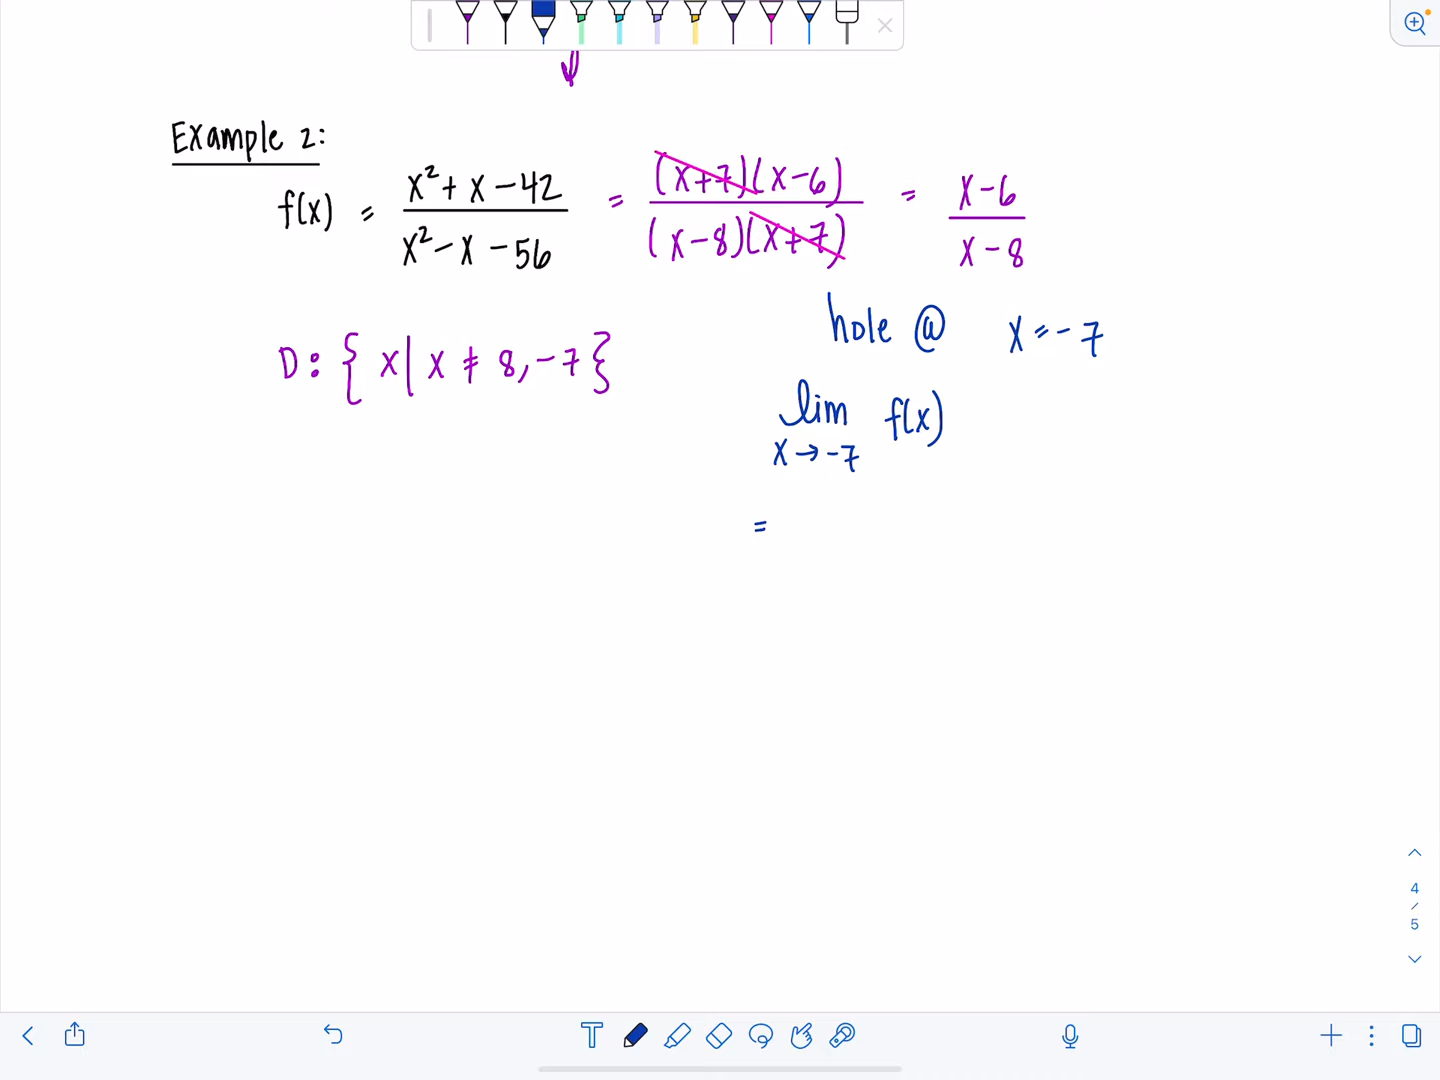 Example 2:
f(x) = (x² + x - 42)/(x² - x - 56) = ((x+7)(x-6))/((x-8)(x+7)) = (x-6)/(x-8)
hole @ x = -7
D: { x | x ≠ 8, -7 }
lim x→-7 f(x)
=
4
/
5
T